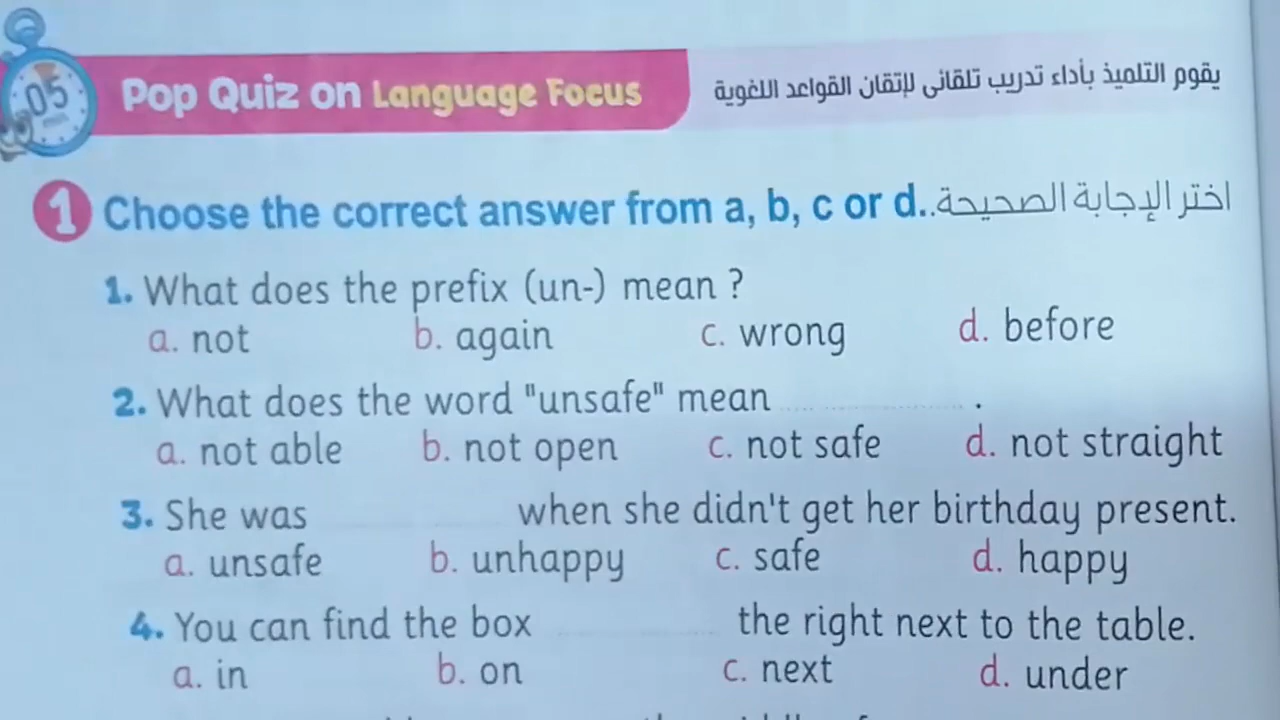 05
Pop Quiz on Language Focus
يقوم التلميذ بأداء تدريب تلقانى لإتقان القواعد اللغوية
1 Choose the correct answer from a, b, c or d. اختر الإجابة الصحيحة.
1. What does the prefix (un-) mean ?
a. not b. again c. wrong d. before
2. What does the word "unsafe" mean .................... .
a. not able b. not open c. not safe d. not straight
3. She was .................... when she didn't get her birthday present.
a. unsafe b. unhappy c. safe d. happy
4. You can find the box .................... the right next to the table.
a. in b. on c. next d. under